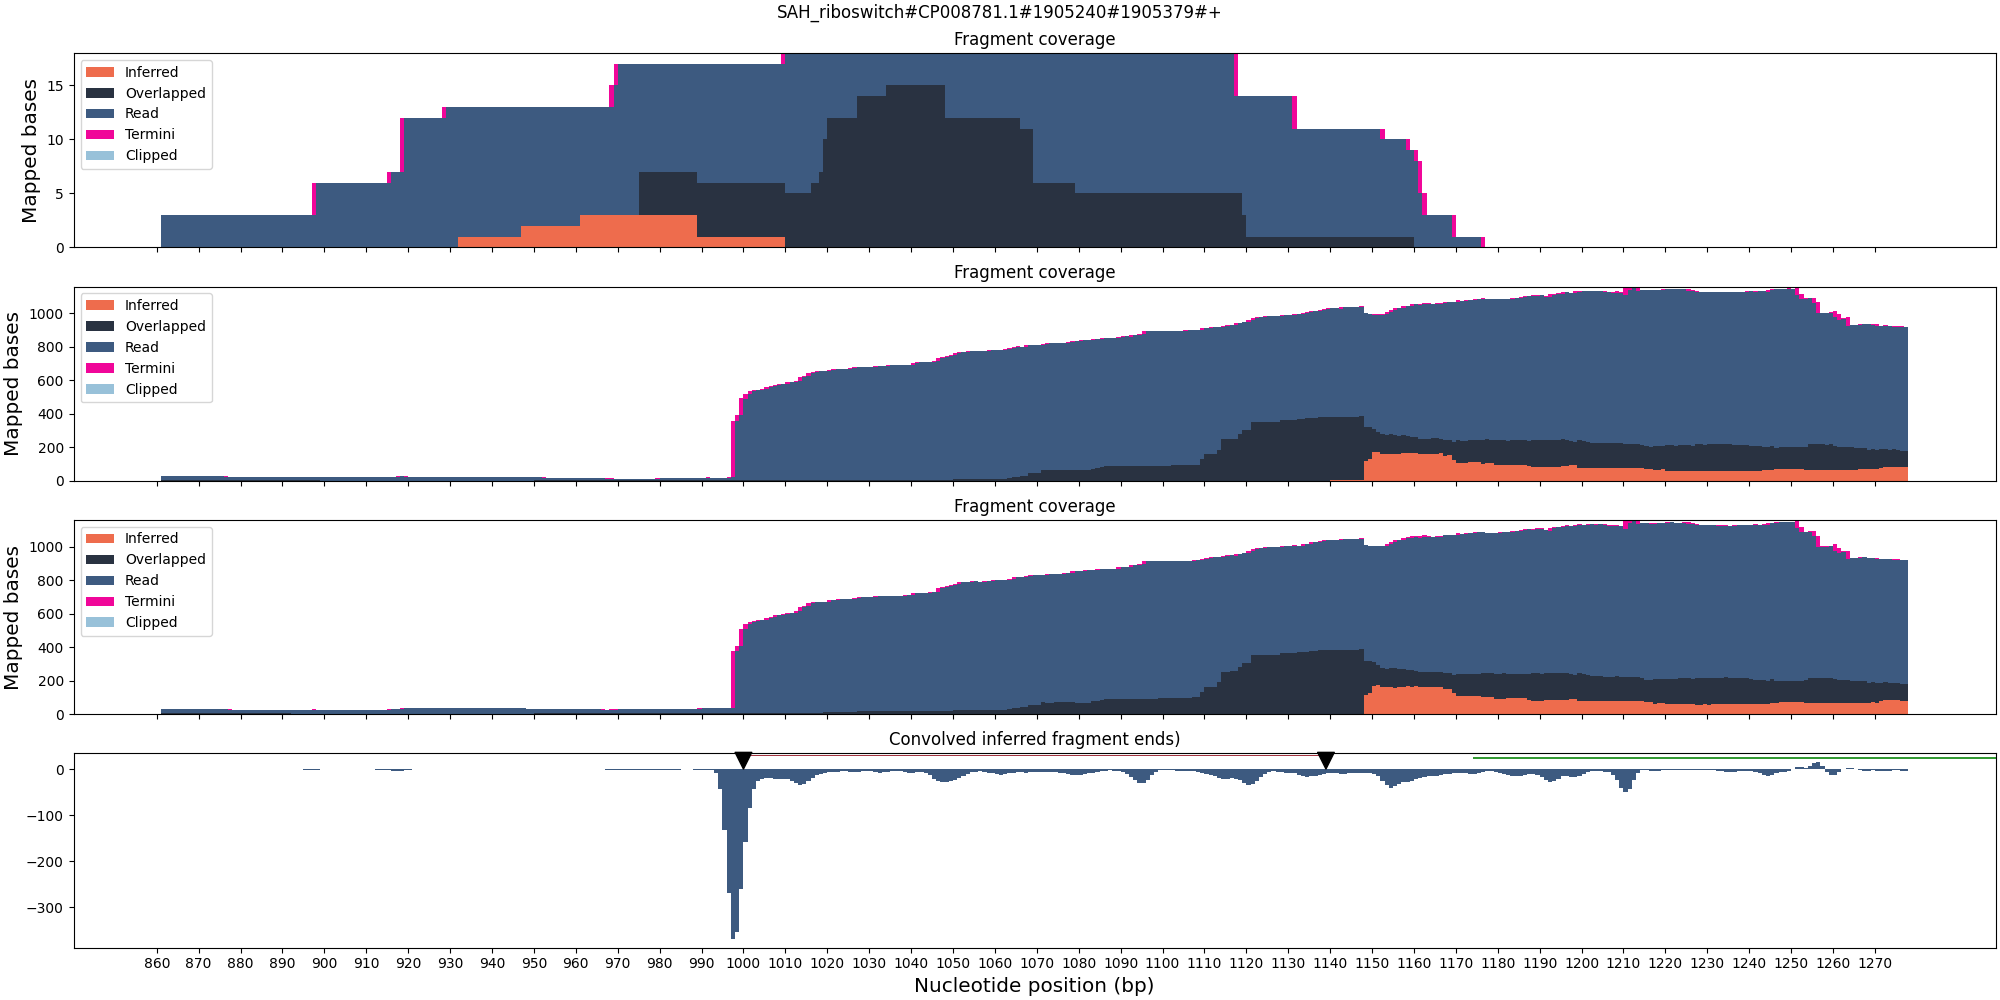 SAH_riboswitch#CP008781.1#1905240#1905379#+
Fragment coverage
Mapped bases
15
10
5
0
Inferred
Overlapped
Read
Termini
Clipped
Fragment coverage
Mapped bases
1000
800
600
400
200
0
Inferred
Overlapped
Read
Termini
Clipped
Fragment coverage
Mapped bases
1000
800
600
400
200
0
Inferred
Overlapped
Read
Termini
Clipped
Convolved inferred fragment ends)
0
−100
−200
−300
860 870 880 890 900 910 920 930 940 950 960 970 980 990 1000 1010 1020 1030 1040 1050 1060 1070 1080 1090 1100 1110 1120 1130 1140 1150 1160 1170 1180 1190 1200 1210 1220 1230 1240 1250 1260 1270
Nucleotide position (bp)